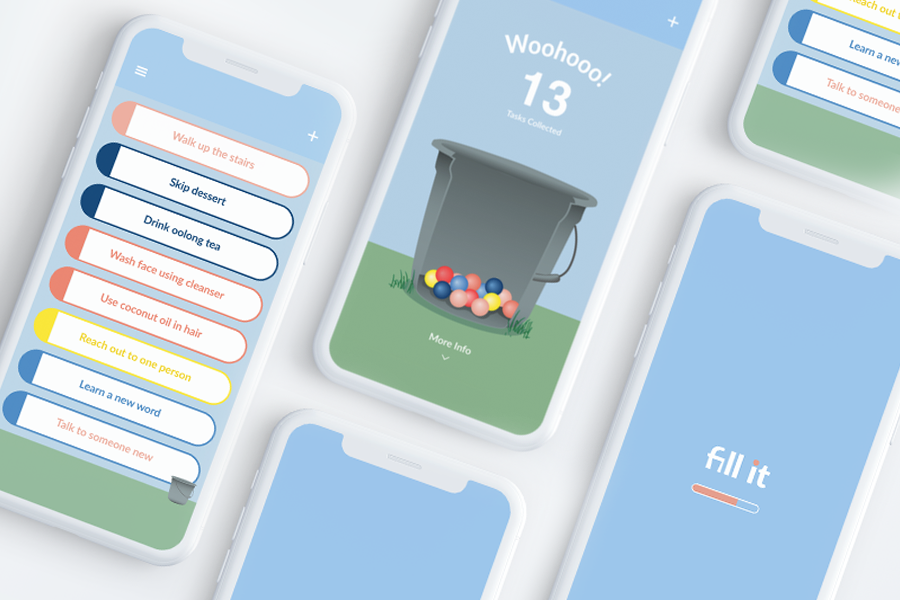 Walk up the stairs
Skip dessert
Drink oolong tea
Wash face using cleanser
Use coconut oil in hair
Reach out to one person
Learn a new word
Talk to someone new
+
Woohooo!
13
Tasks Collected
More Info
+
Reach out t
Learn a new
Talk to someone
fill it